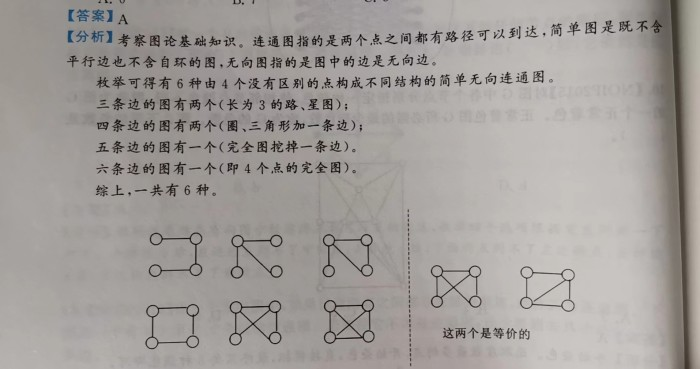 【答案】A
【分析】考察图论基础知识。连通图指的是两个点之间都有路径可以到达,简单图是既不含
平行边也不含自环的图,无向图指的是图中的边是无向边。
枚举可得有 6 种由 4 个没有区别的点构成不同结构的简单无向连通图。
三条边的图有两个(长为 3 的路、星图);
四条边的图有两个(圈、三角形加一条边);
五条边的图有一个(完全图挖掉一条边)。
六条边的图有一个(即 4 个点的完全图)。
综上,一共有 6 种。
这两个是等价的